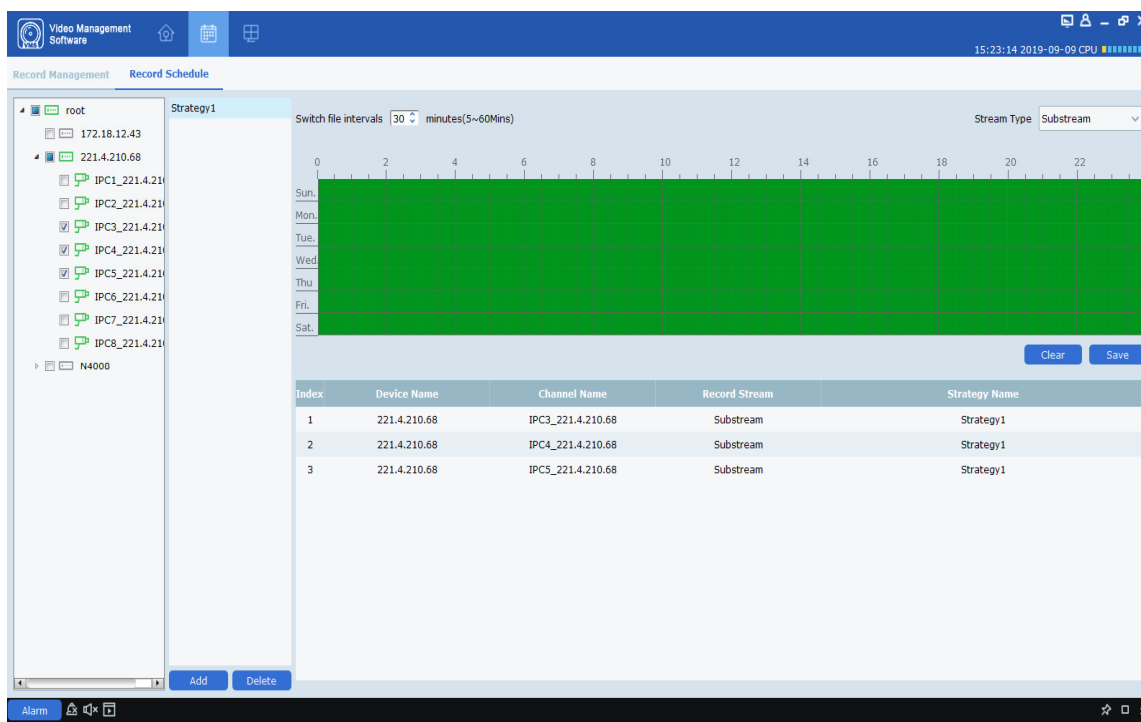 Video Management
Software
15:23:14 2019-09-09 CPU
Record Management Record Schedule
root
172.18.12.43
221.4.210.68
IPC1_221.4.21
IPC2_221.4.21
IPC3_221.4.21
IPC4_221.4.21
IPC5_221.4.21
IPC6_221.4.21
IPC7_221.4.21
IPC8_221.4.21
N4000
Strategy1
Switch file intervals 30 minutes(5~60Mins)
Stream Type Substream
0 2 4 6 8 10 12 14 16 18 20 22
Sun.
Mon.
Tue.
Wed.
Thu
Fri.
Sat.
Clear Save
Index Device Name Channel Name Record Stream Strategy Name
1 221.4.210.68 IPC3_221.4.210.68 Substream Strategy1
2 221.4.210.68 IPC4_221.4.210.68 Substream Strategy1
3 221.4.210.68 IPC5_221.4.210.68 Substream Strategy1
Add Delete
Alarm